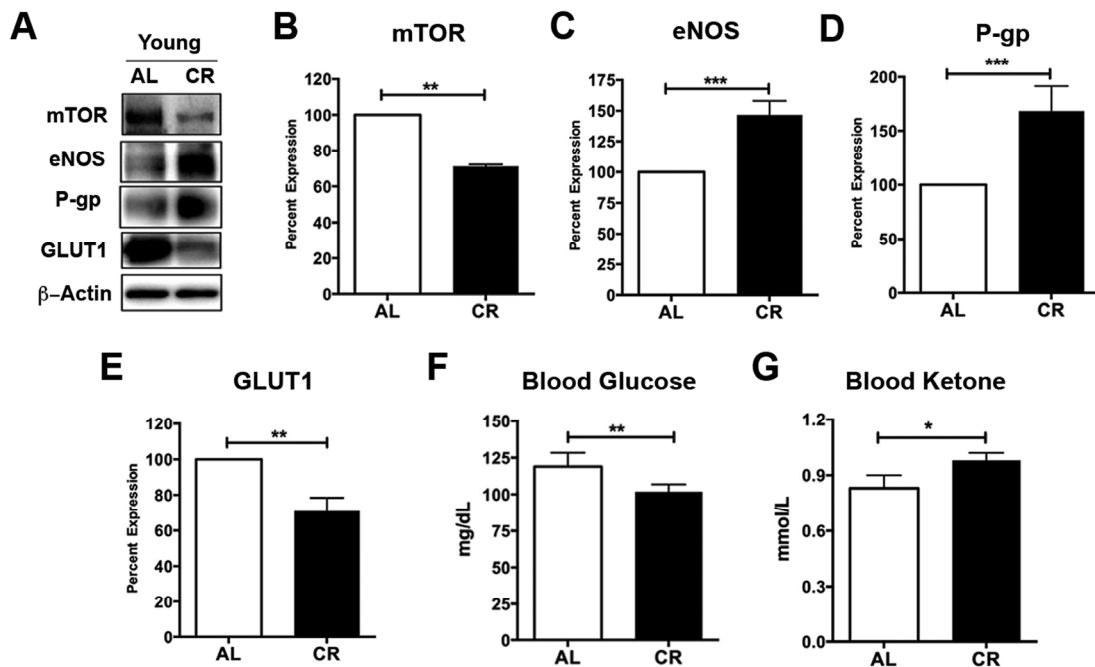 A
Young
AL CR
mTOR
eNOS
P-gp
GLUT1
β-Actin
B
mTOR
Percent Expression
120
100
80
60
40
20
0
**
AL CR
C
eNOS
Percent Expression
175
150
125
100
75
50
25
0
***
AL CR
D
P-gp
Percent Expression
200
150
100
50
0
***
AL CR
E
GLUT1
Percent Expression
120
100
80
60
40
20
0
**
AL CR
F
Blood Glucose
mg/dL
150
125
100
75
50
25
0
**
AL CR
G
Blood Ketone
mmol/L
1.2
0.9
0.6
0.3
0.0
*
AL CR